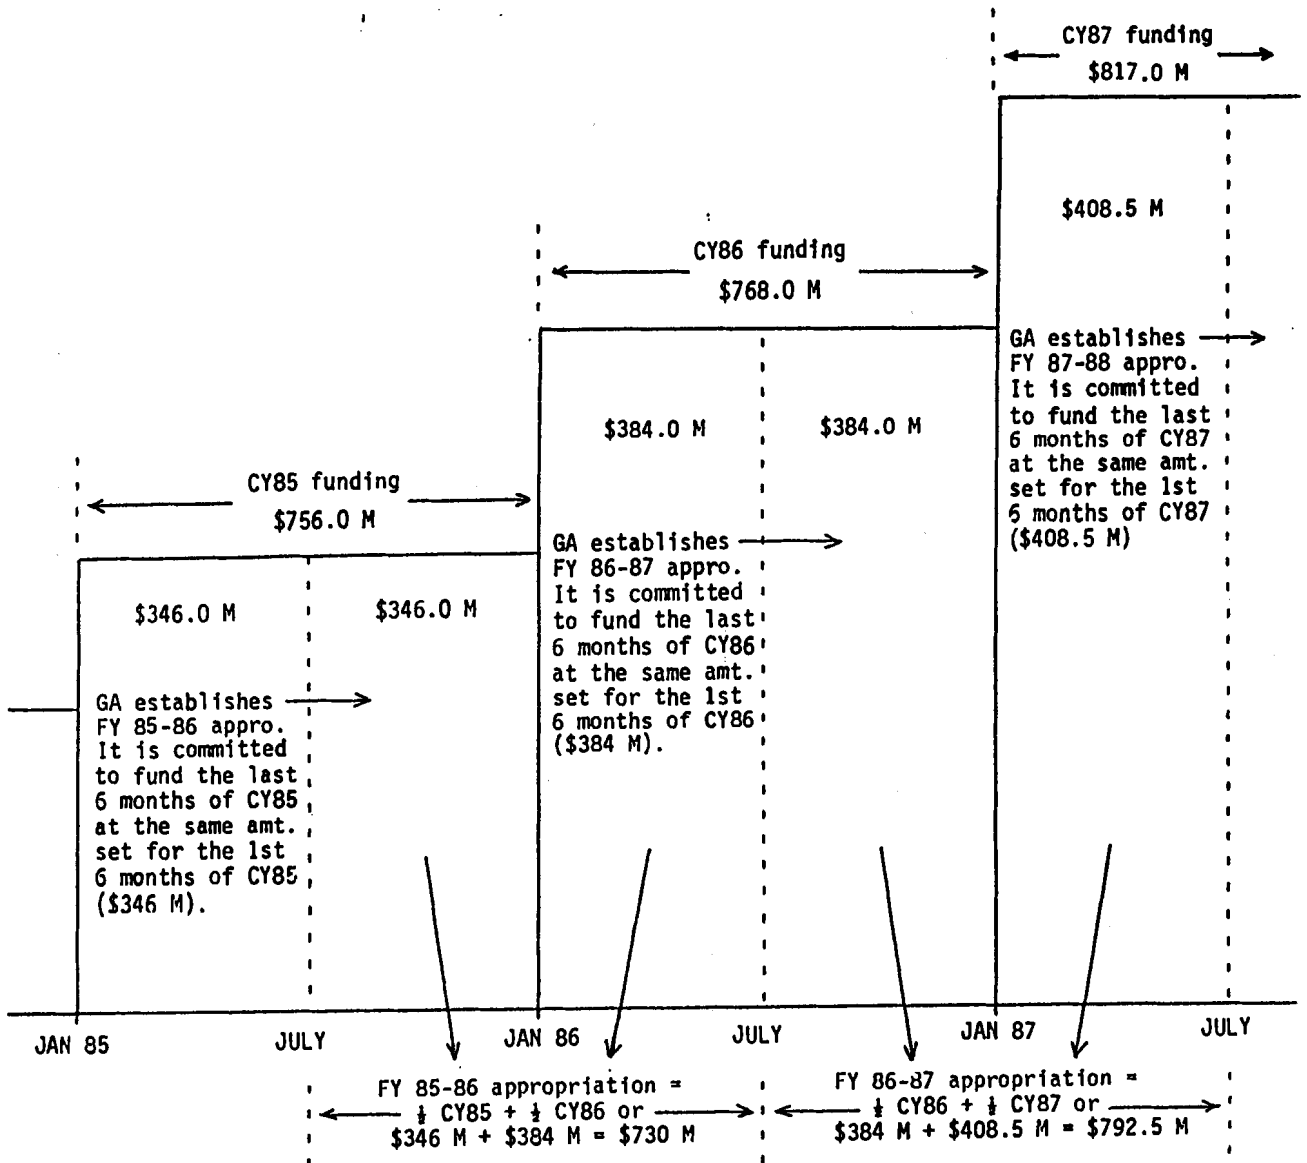 CY87 funding
$817.0 M
$408.5 M
CY86 funding
$768.0 M
GA establishes
FY 87-88 appro.
It is committed
to fund the last
6 months of CY87
at the same amt.
set for the 1st
6 months of CY87
($408.5 M)
$384.0 M
$384.0 M
CY85 funding
$756.0 M
GA establishes
FY 86-87 appro.
It is committed
to fund the last
6 months of CY86
at the same amt.
set for the 1st
6 months of CY86
($384 M).
$346.0 M
$346.0 M
GA establishes
FY 85-86 appro.
It is committed
to fund the last
6 months of CY85
at the same amt.
set for the 1st
6 months of CY85
($346 M).
JAN 85
JULY
JAN 86
JULY
JAN 87
JULY
FY 85-86 appropriation =
½ CY85 + ½ CY86 or
$346 M + $384 M = $730 M
FY 86-87 appropriation =
½ CY86 + ½ CY87 or
$384 M + $408.5 M = $792.5 M